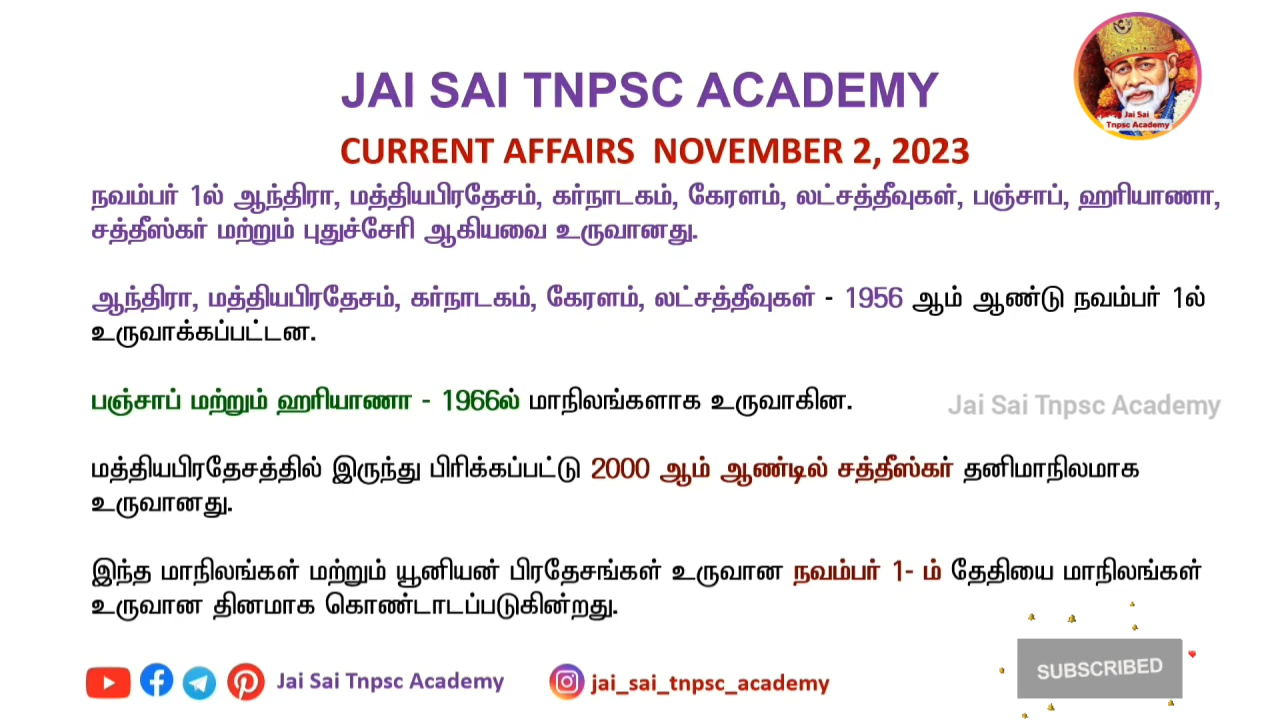 JAI SAI TNPSC ACADEMY
Jai Sai
Tnpsc Academy
CURRENT AFFAIRS NOVEMBER 2, 2023
நவம்பர் 1ல் ஆந்திரா, மத்தியபிரதேசம், கர்நாடகம், கேரளம், லட்சத்தீவுகள், பஞ்சாப், ஹரியாணா,
சத்தீஸ்கர் மற்றும் புதுச்சேரி ஆகியவை உருவானது.
ஆந்திரா, மத்தியபிரதேசம், கர்நாடகம், கேரளம், லட்சத்தீவுகள் - 1956 ஆம் ஆண்டு நவம்பர் 1ல்
உருவாக்கப்பட்டன.
பஞ்சாப் மற்றும் ஹரியாணா - 1966ல் மாநிலங்களாக உருவாகின.
Jai Sai Tnpsc Academy
மத்தியபிரதேசத்தில் இருந்து பிரிக்கப்பட்டு 2000 ஆம் ஆண்டில் சத்தீஸ்கர் தனிமாநிலமாக
உருவானது.
இந்த மாநிலங்கள் மற்றும் யூனியன் பிரதேசங்கள் உருவான நவம்பர் 1- ம் தேதியை மாநிலங்கள்
உருவான தினமாக கொண்டாடப்படுகின்றது.
SUBSCRIBED
Jai Sai Tnpsc Academy
jai_sai_tnpsc_academy